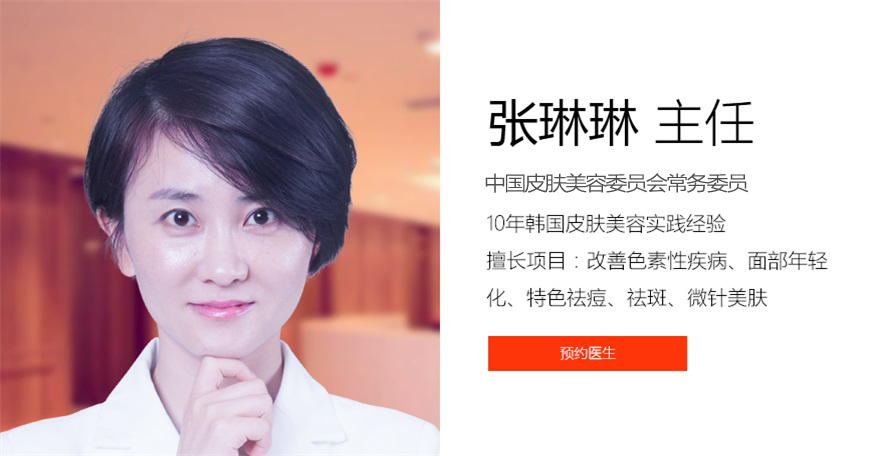 张琳琳 主任
中国皮肤美容委员会常务委员
10年韩国皮肤美容实践经验
擅长项目：改善色素性疾病、面部年轻
化、特色祛痘、祛斑、微针美肤
预约医生